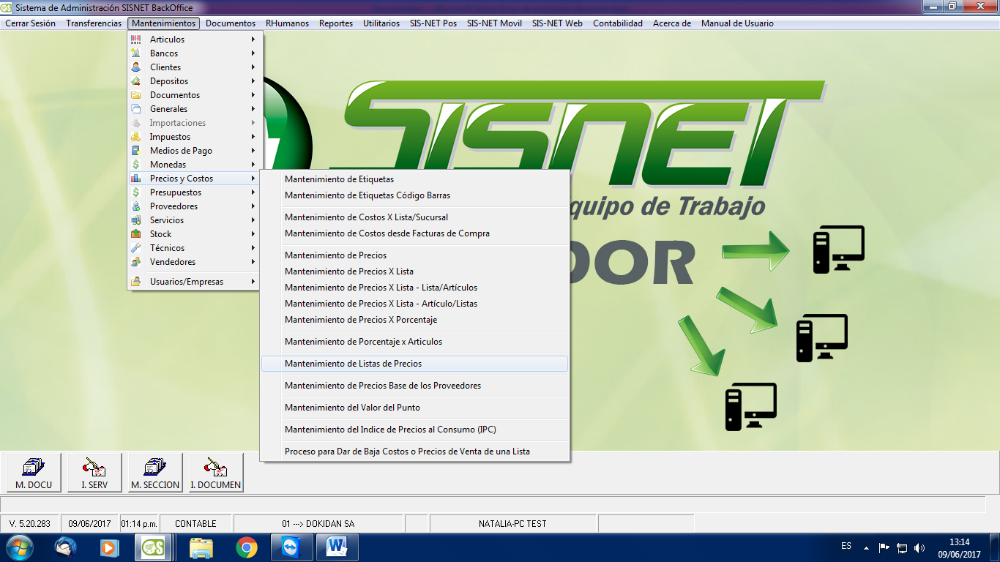 Sistema de Administración SISNET BackOffice
Cerrar Sesión Transferencias Mantenimientos Documentos RHumanos Reportes Utilitarios SIS-NET Pos SIS-NET Movil SIS-NET Web Contabilidad Acerca de Manual de Usuario
Articulos
Bancos
Clientes
Depositos
Documentos
Generales
Importaciones
Impuestos
Medios de Pago
Monedas
Precios y Costos
Presupuestos
Proveedores
Servicios
Stock
Técnicos
Vendedores
Usuarios/Empresas
Mantenimiento de Etiquetas
Mantenimiento de Etiquetas Código Barras
Mantenimiento de Costos X Lista/Sucursal
Mantenimiento de Costos desde Facturas de Compra
Mantenimiento de Precios
Mantenimiento de Precios X Lista
Mantenimiento de Precios X Lista - Lista/Artículos
Mantenimiento de Precios X Lista - Artículo/Listas
Mantenimiento de Precios X Porcentaje
Mantenimiento de Porcentaje x Articulos
Mantenimiento de Listas de Precios
Mantenimiento de Precios Base de los Proveedores
Mantenimiento del Valor del Punto
Mantenimiento del Indice de Precios al Consumo (IPC)
Proceso para Dar de Baja Costos o Precios de Venta de una Lista
SISNET
quipo de Trabajo
DOR
M. DOCU I. SERV M. SECCION I. DOCUMEN
V. 5.20.283 09/06/2017 01:14 p.m. CONTABLE 01 ---> DOKIDAN SA NATALIA-PC TEST
ES
13:14
09/06/2017